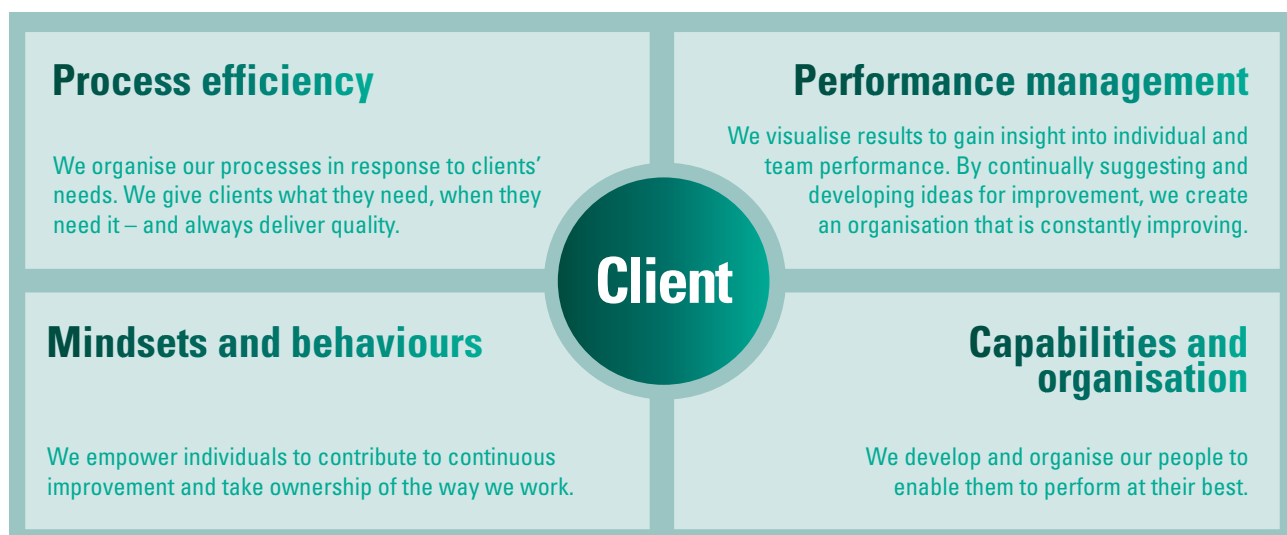 Process efficiency
We organise our processes in response to clients’
needs. We give clients what they need, when they
need it – and always deliver quality.
Performance management
We visualise results to gain insight into individual and
team performance. By continually suggesting and
developing ideas for improvement, we create
an organisation that is constantly improving.
Client
Mindsets and behaviours
We empower individuals to contribute to continuous
improvement and take ownership of the way we work.
Capabilities and
organisation
We develop and organise our people to
enable them to perform at their best.